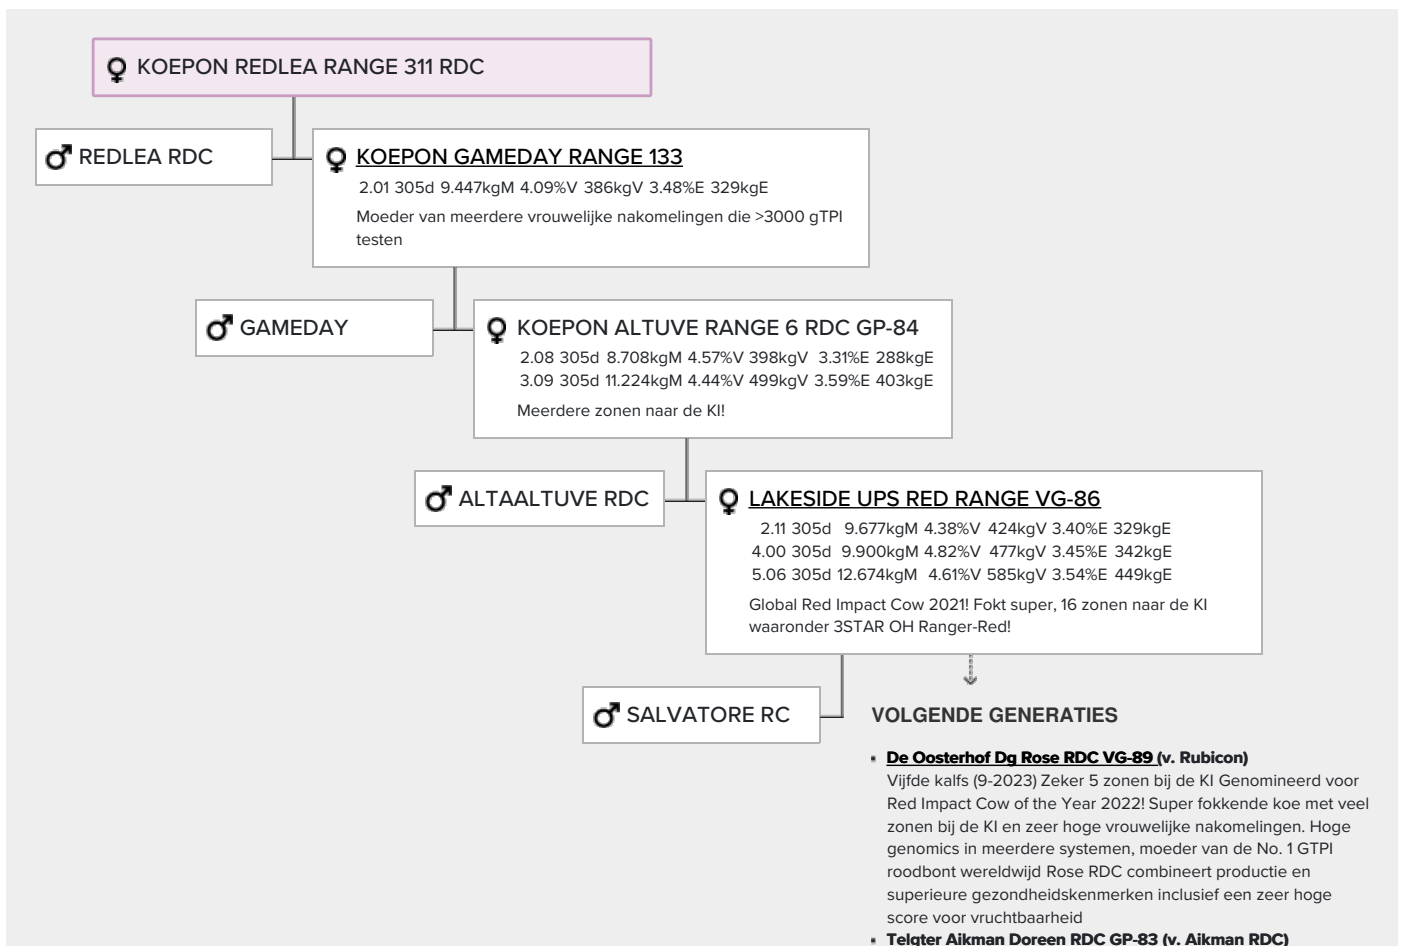 KOEPON REDLEA RANGE 311 RDC
REDLEA RDC
KOEPON GAMEDAY RANGE 133
2.01 305d 9.447kgM 4.09%V 386kgV 3.48%E 329kgE
Moeder van meerdere vrouwelijke nakomelingen die >3000 gTPI
testen
GAMEDAY
KOEPON ALTUVE RANGE 6 RDC GP-84
2.08 305d 8.708kgM 4.57%V 398kgV 3.31%E 288kgE
3.09 305d 11.224kgM 4.44%V 499kgV 3.59%E 403kgE
Meerdere zonen naar de KI!
ALTAALTUVE RDC
LAKESIDE UPS RED RANGE VG-86
2.11 305d 9.677kgM 4.38%V 424kgV 3.40%E 329kgE
4.00 305d 9.900kgM 4.82%V 477kgV 3.45%E 342kgE
5.06 305d 12.674kgM 4.61%V 585kgV 3.54%E 449kgE
Global Red Impact Cow 2021! Fokt super, 16 zonen naar de KI
waaronder 3STAR OH Ranger-Red!
SALVATORE RC
VOLGENDE GENERATIES
De Oosterhof Dg Rose RDC VG-89 (v. Rubicon)
Vijfde kalfs (9-2023) Zeker 5 zonen bij de KI Genomineerd voor
Red Impact Cow of the Year 2022! Super fokkende koe met veel
zonen bij de KI en zeer hoge vrouwelijke nakomelingen. Hoge
genomics in meerdere systemen, moeder van de No. 1 GTPI
roodbont wereldwijd Rose RDC combineert productie en
superieure gezondheidskenmerken inclusief een zeer hoge
score voor vruchtbaarheid
Telgter Aikman Doreen RDC GP-83 (v. Aikman RDC)